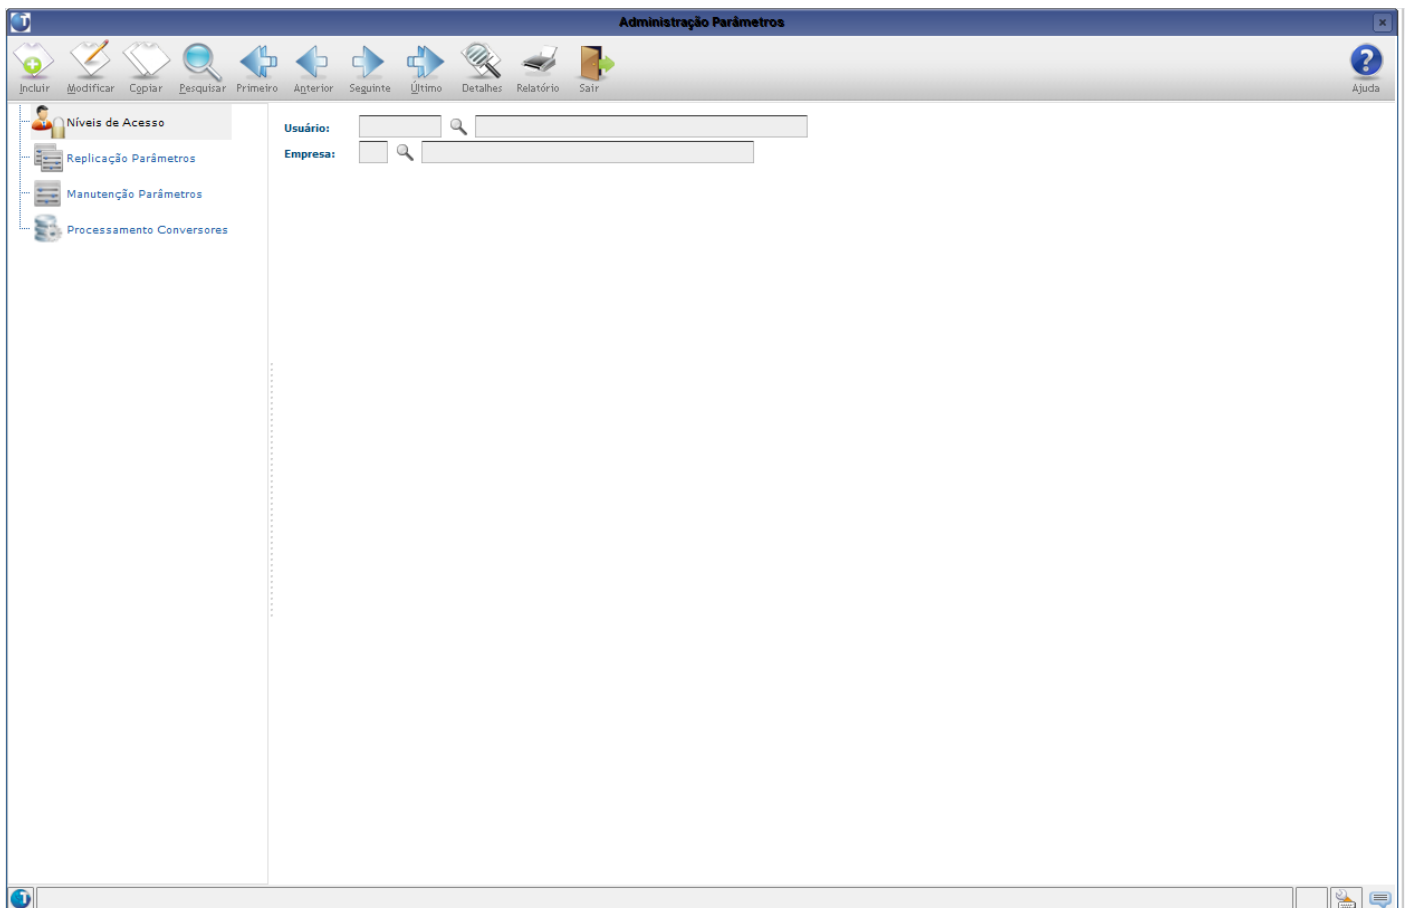 Administração Parâmetros
Incluir Modificar Copiar Pesquisar Primeiro Anterior Seguinte Último Detalhes Relatório Sair Ajuda
Níveis de Acesso
Replicação Parâmetros
Manutenção Parâmetros
Processamento Conversores
Usuário:
Empresa: